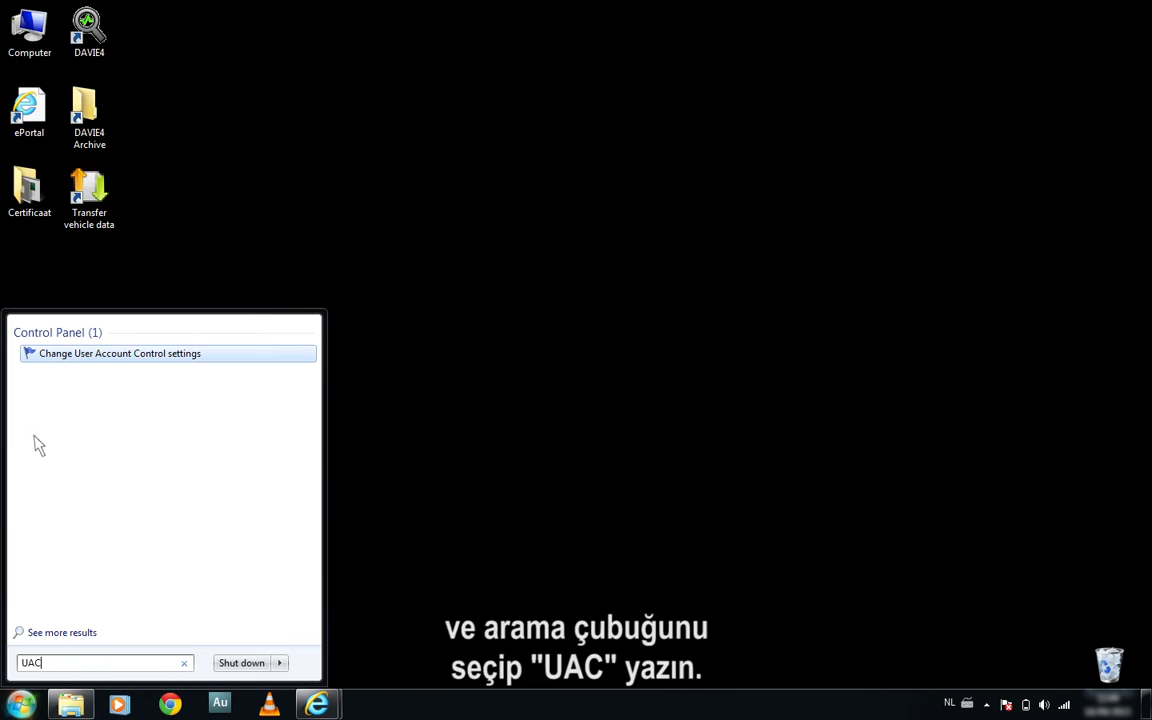 Computer
DAVIE4
ePortal
DAVIE4
Archive
Certificaat
Transfer
vehicle data
Control Panel (1)
Change User Account Control settings
See more results
UAC
Shut down
ve arama çubuğunu
seçip "UAC" yazın.
Au
NL